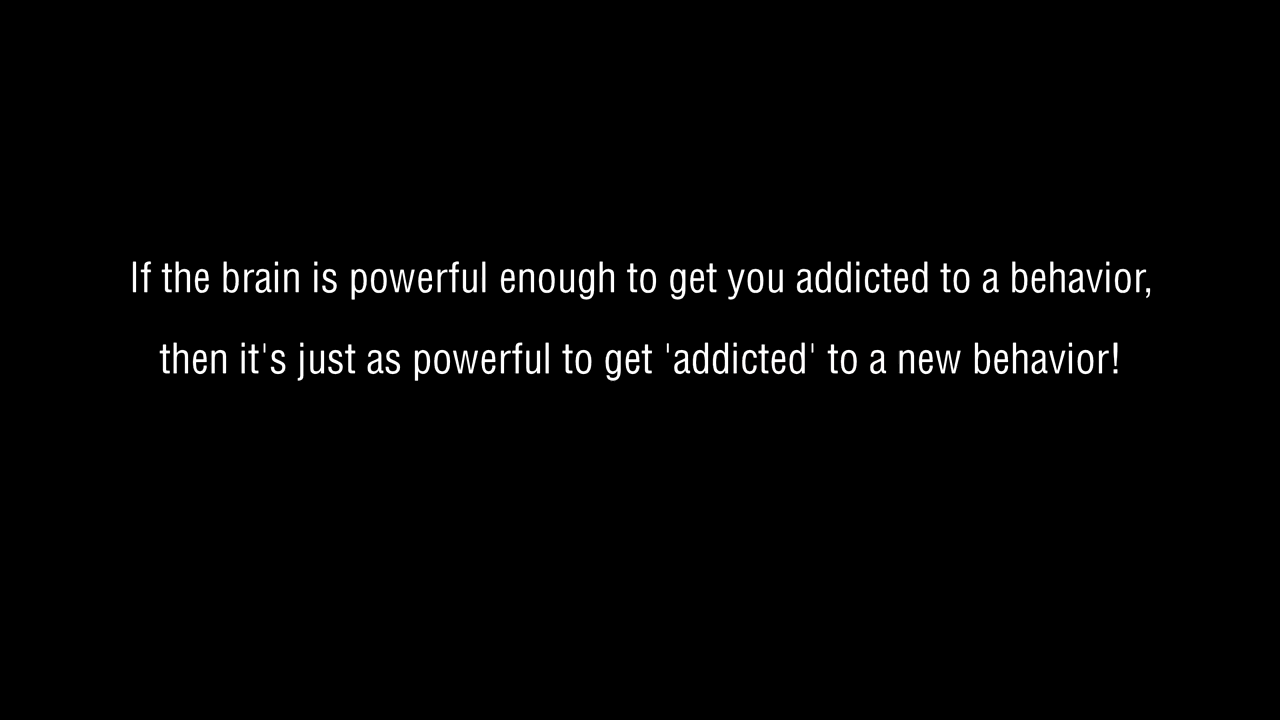 If the brain is powerful enough to get you addicted to a behavior,
then it's just as powerful to get 'addicted' to a new behavior!